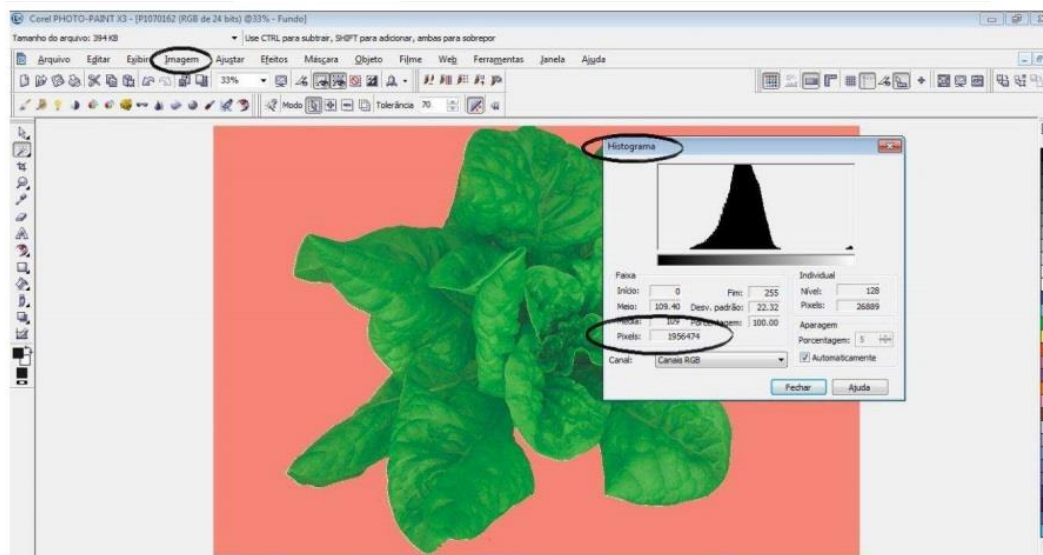 Corel PHOTO-PAINT X3 - [P1070162 (RGB de 24 bits) @33% - Fundo]
Tamanho do arquivo: 394 KB Use CTRL para subtrair, SHIFT para adicionar, ambas para sobrepor
Arquivo Editar Exibir Imagem Ajustar Efeitos Máscara Objeto Filme Web Ferramentas Janela Ajuda
33%
Modo Tolerância 70
Histograma
Faixa Individual
Início: 0 Fim: 255 Nível: 128
Meio: 109.40 Desv. padrão: 22.32 Pixels: 26889
Média: 109 Porcentagem: 100.00 Aparagem
Pixels: 1956474 Porcentagem: 5
Canal: Canais RGB Automaticamente
Fechar Ajuda